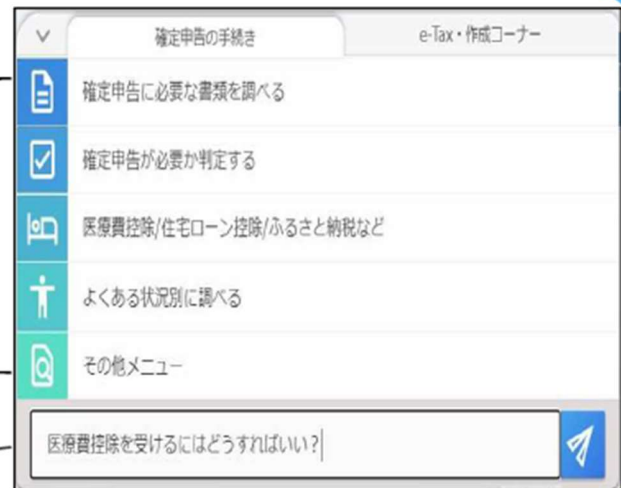 確定申告の手続き
e-Tax・作成コーナー
確定申告に必要な書類を調べる
確定申告が必要か判定する
医療費控除/住宅ローン控除/ふるさと納税など
よくある状況別に調べる
その他メニュー
医療費控除を受けるにはどうすればいい?